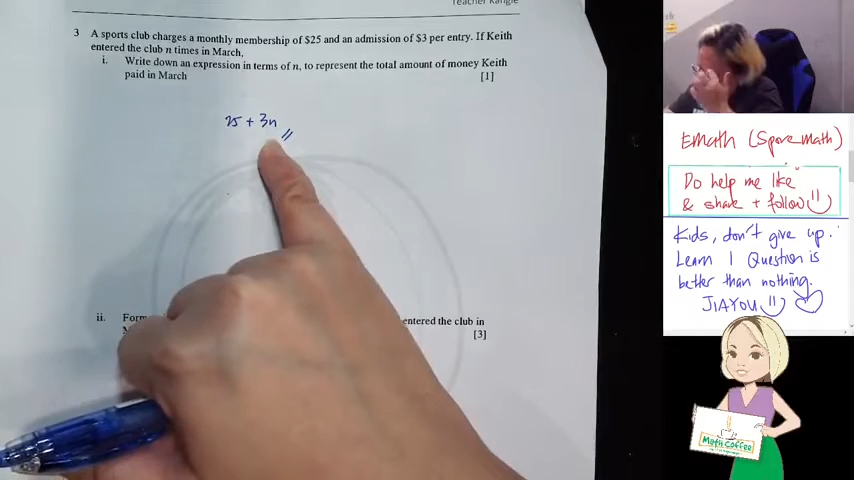 Teacher Rangie
3 A sports club charges a monthly membership of $25 and an admission of $3 per entry. If Keith
entered the club n times in March,
i. Write down an expression in terms of n, to represent the total amount of money Keith
paid in March
[1]
25 + 3n
ii. Form
entered the club in
[3]
Emath (Spore math)
Do help me like
& share + follow
Kids, don't give up.
Learn 1 Question is
better than nothing.
JIAYOU
Math Coffee